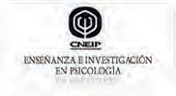 CNEIP
ENSEÑANZA E INVESTIGACIÓN
EN PSICOLOGÍA